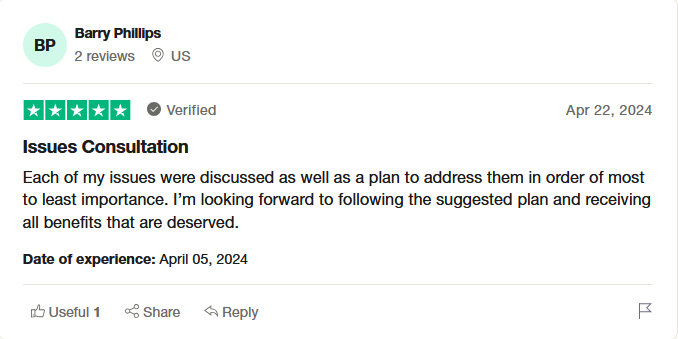 BP
Barry Phillips
2 reviews US
Verified Apr 22, 2024
Issues Consultation
Each of my issues were discussed as well as a plan to address them in order of most
to least importance. I’m looking forward to following the suggested plan and receiving
all benefits that are deserved.
Date of experience: April 05, 2024
Useful 1 Share Reply